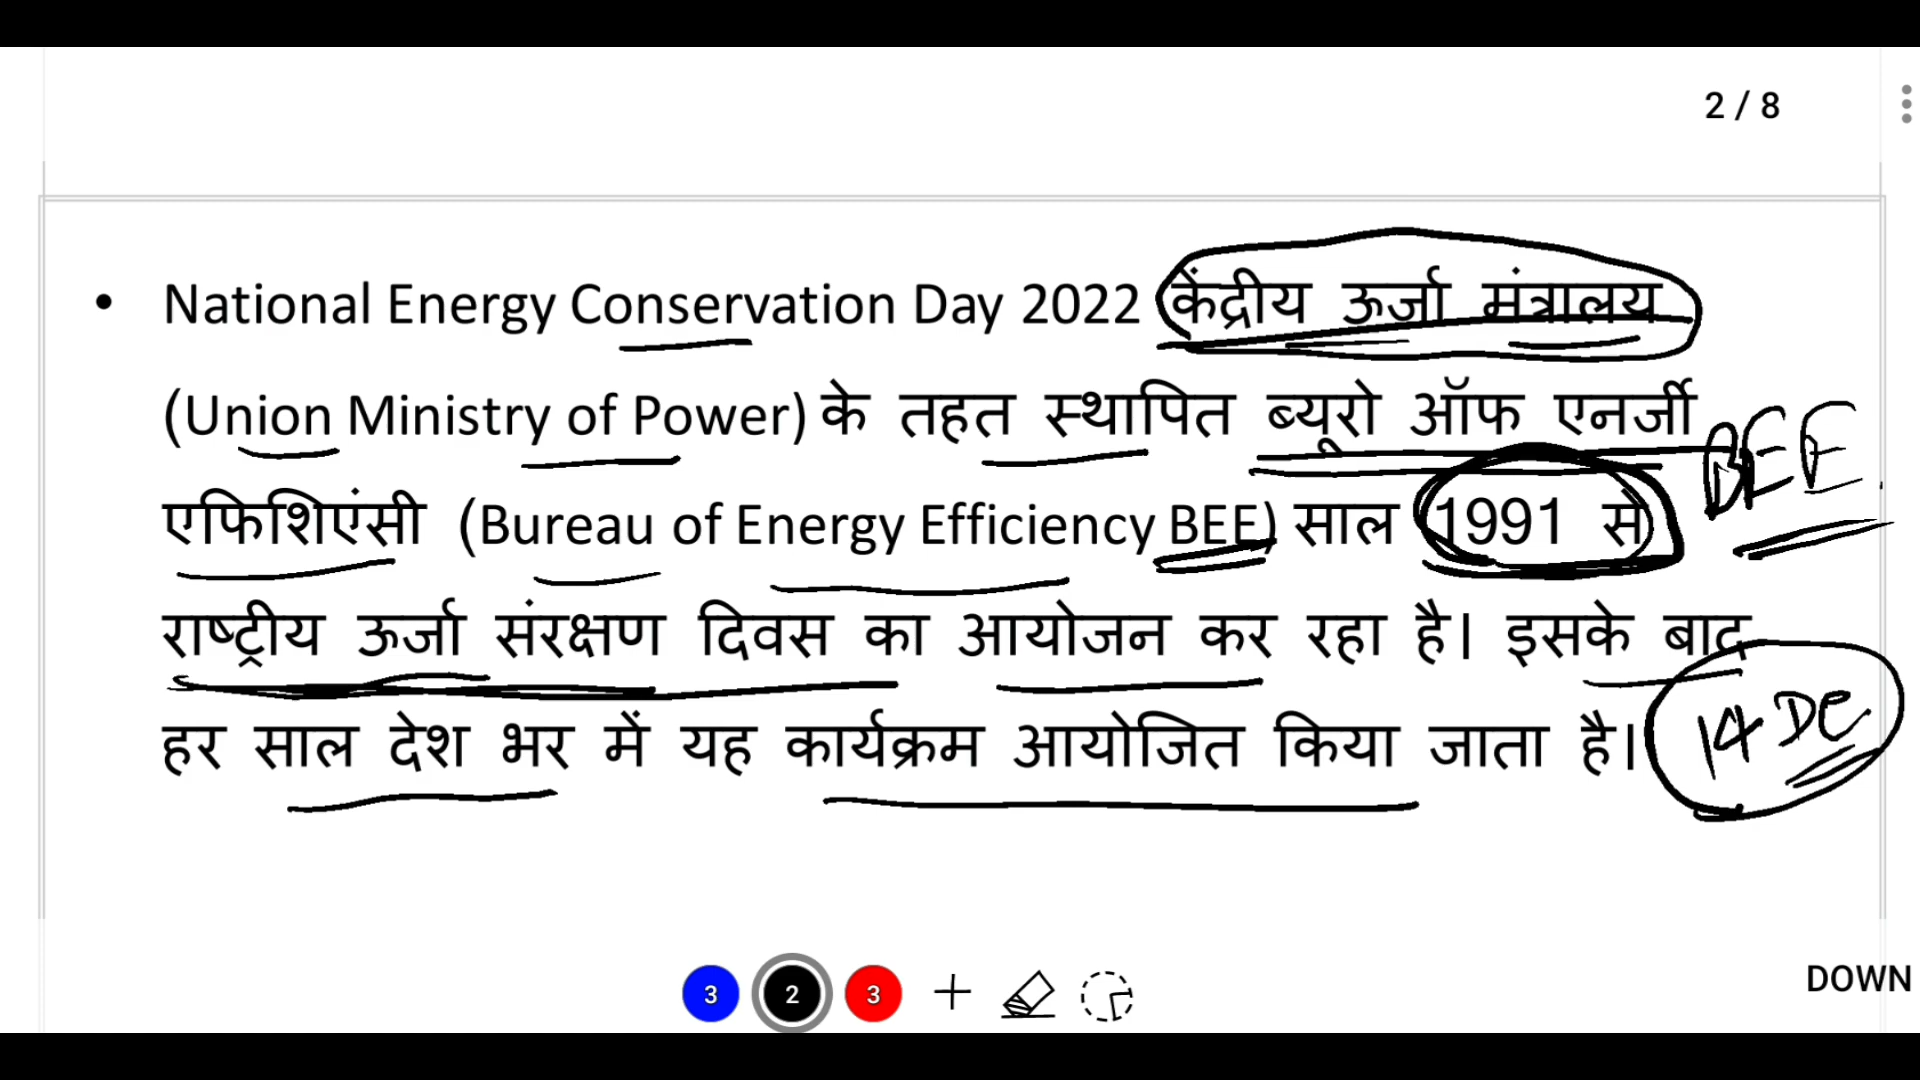 2 / 8
• National Energy Conservation Day 2022 केंद्रीय ऊर्जा मंत्रालय
(Union Ministry of Power) के तहत स्थापित ब्यूरो ऑफ एनर्जी
BEE
एफिशिएंसी (Bureau of Energy Efficiency BEE) साल 1991 से
राष्ट्रीय ऊर्जा संरक्षण दिवस का आयोजन कर रहा है। इसके बाद
हर साल देश भर में यह कार्यक्रम आयोजित किया जाता है।
14 De
3 2 3
DOWN